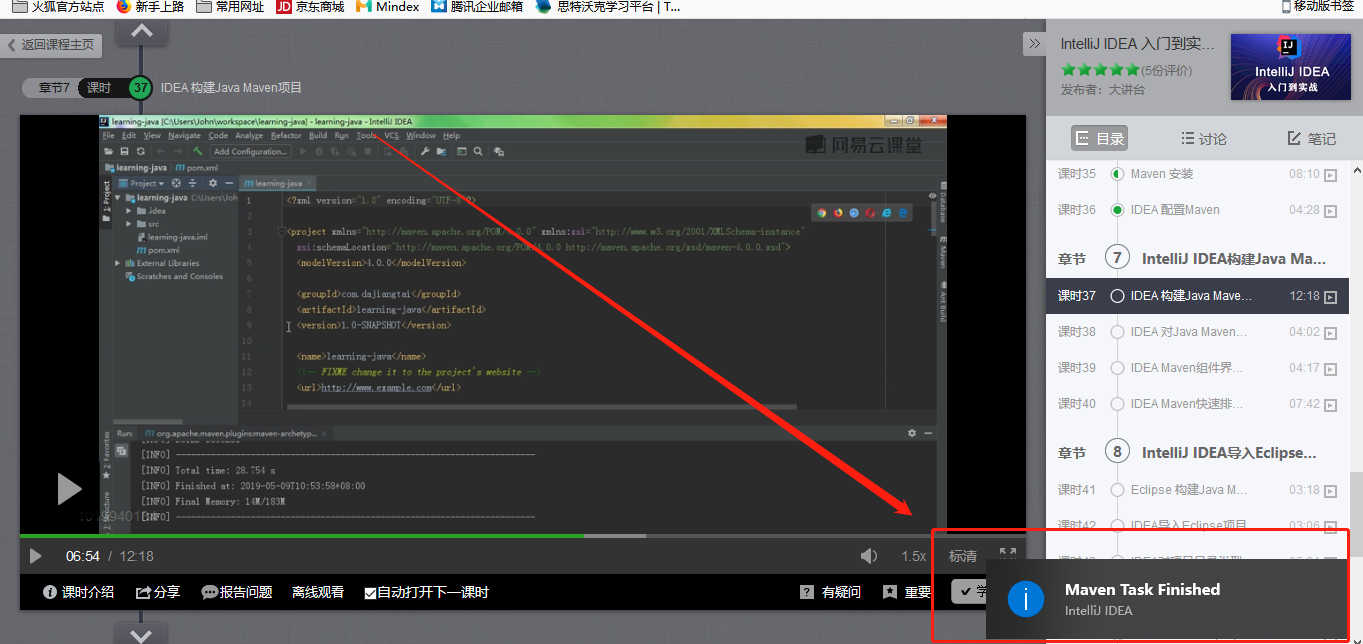 火狐官方站点 新手上路 常用网址 JD 京东商城 Mindex 腾讯企业邮箱 思特沃克学习平台 | T... 移动版书签
返回课程主页
章节7 课时 37 IDEA 构建Java Maven项目
learning-java [C:\Users\John\workspace\learning-java] - learning-java - IntelliJ IDEA
File Edit View Navigate Code Analyze Refactor Build Run Tools VCS Window Help
Add Configuration...
网易云课堂
learning-java pom.xml
Project learning-java
learning-java C:\Users\Joh
.idea
src
learning-java.iml
pom.xml
External Libraries
Scratches and Consoles
1 <?xml version="1.0" encoding="UTF-8"?>
2
3 <project xmlns="http://maven.apache.org/POM/4.0.0" xmlns:xsi="http://www.w3.org/2001/XMLSchema-instance"
4 xsi:schemaLocation="http://maven.apache.org/POM/4.0.0 http://maven.apache.org/xsd/maven-4.0.0.xsd">
5 <modelVersion>4.0.0</modelVersion>
6
7 <groupId>com.dajiangtai</groupId>
8 <artifactId>learning-java</artifactId>
9 <version>1.0-SNAPSHOT</version>
10
11 <name>learning-java</name>
12 <!-- FIXME change it to the project's website -->
13 <url>http://www.example.com</url>
14
Project
Database
Maven
Ant Build
2: Favorites
Structure
Run: org.apache.maven.plugins:maven-archetyp...
[INFO] ------------------------------------------------------------------------
[INFO] Total time: 28.754 s
[INFO] Finished at: 2019-05-09T10:53:58+08:00
[INFO] Final Memory: 14M/183M
[INFO] ------------------------------------------------------------------------
06:54 / 12:18 1.5x 标清
课时介绍 分享 报告问题 离线观看 自动打开下一课时 有疑问 重要
IntelliJ IDEA 入门到实...
(5份评价)
发布者：大讲台
IJ
IntelliJ IDEA
入门到实战
目录 讨论 笔记
课时35 Maven 安装 08:10
课时36 IDEA 配置Maven 04:28
章节 7 IntelliJ IDEA构建Java Ma...
课时37 IDEA 构建Java Mave... 12:18
课时38 IDEA 对Java Maven... 04:02
课时39 IDEA Maven组件界... 04:17
课时40 IDEA Maven快速排... 07:42
章节 8 IntelliJ IDEA导入Eclipse...
课时41 Eclipse 构建Java M... 03:18
课时42 IDEA导入Eclipse项目 03:06
Maven Task Finished
IntelliJ IDEA